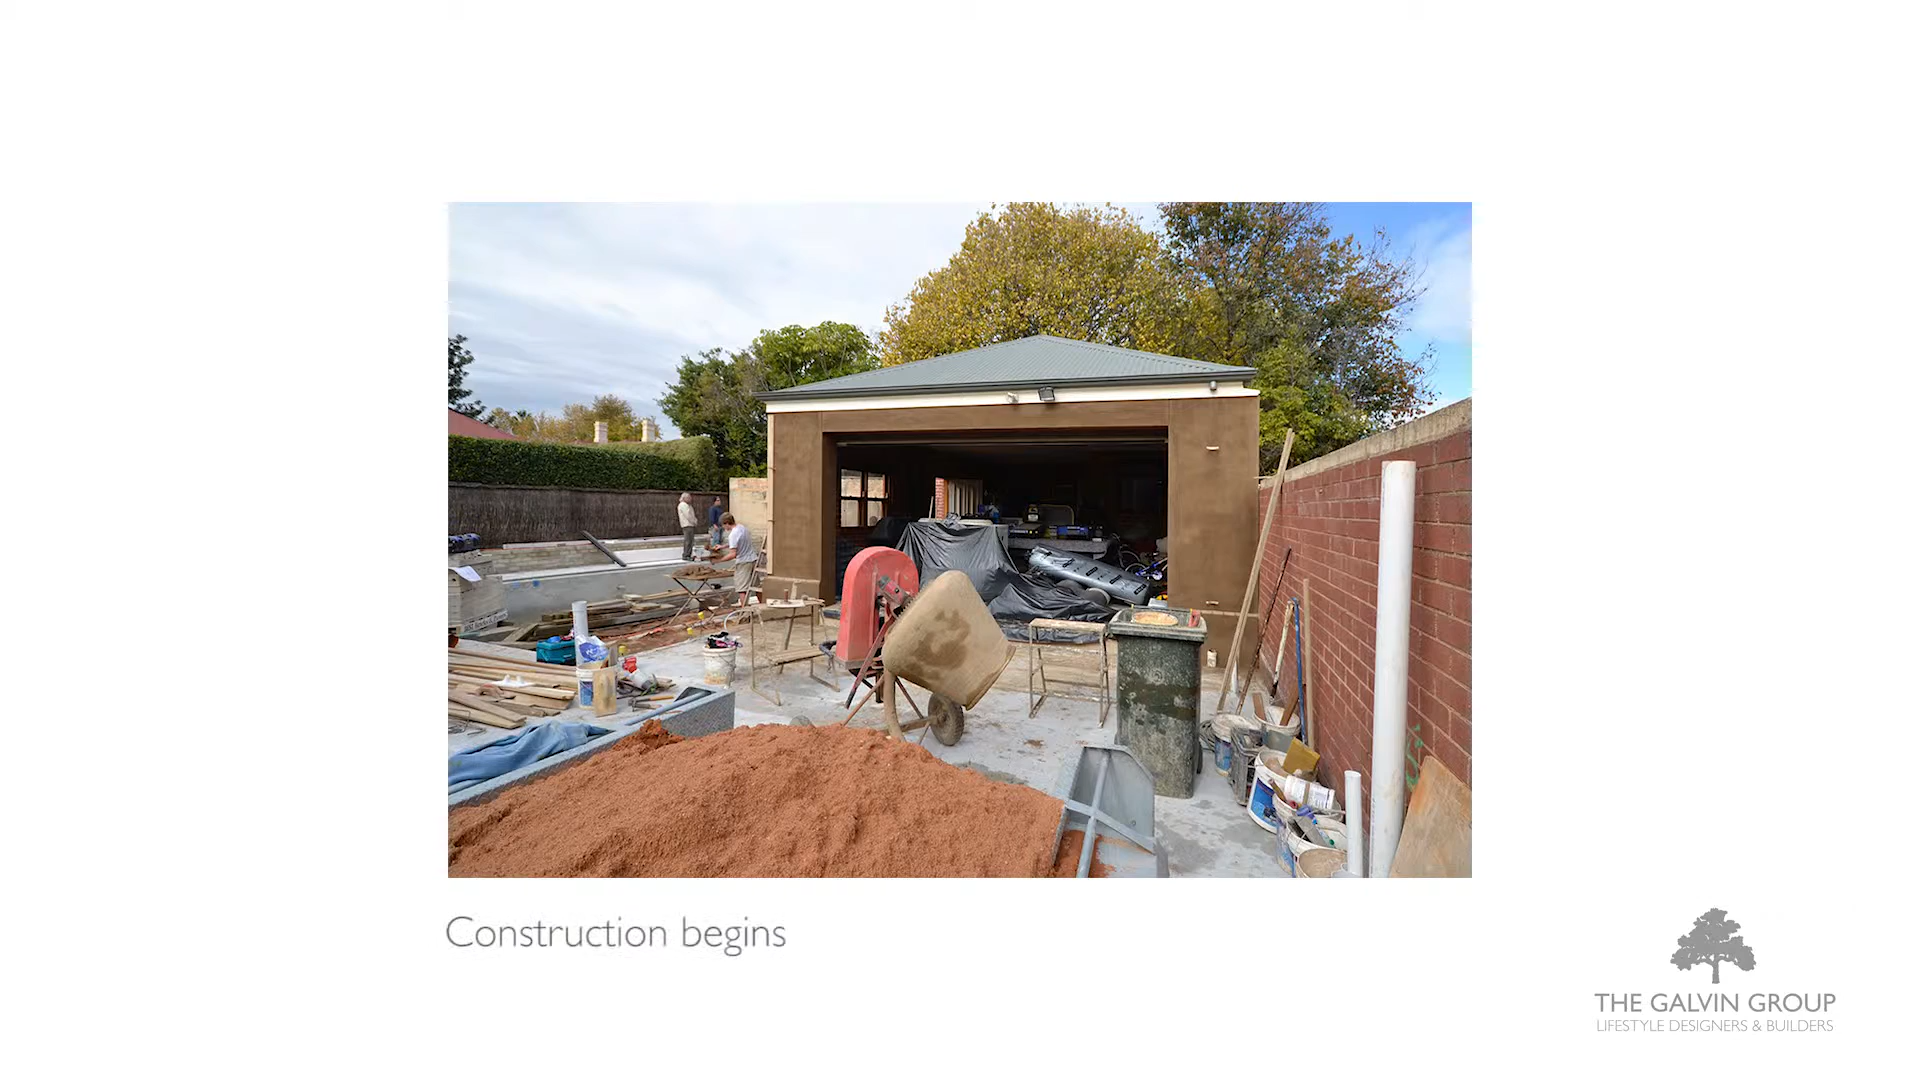 Construction begins
THE GALVIN GROUP
LIFESTYLE DESIGNERS & BUILDERS